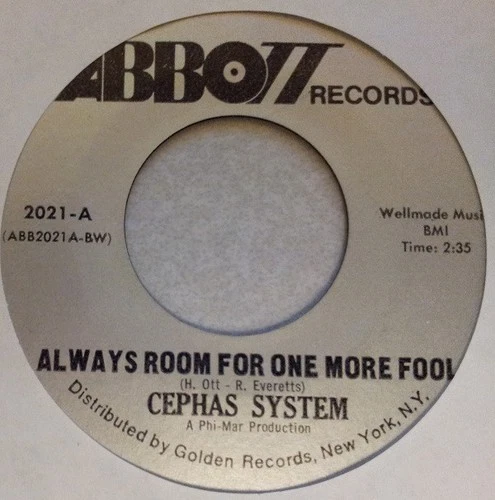 ABBOTT RECORDS
2021-A
(ABB2021A-BW)
Wellmade Musi
BMI
Time: 2:35
ALWAYS ROOM FOR ONE MORE FOOL
(H. Ott - R. Everetts)
CEPHAS SYSTEM
A Phi-Mar Production
Distributed by Golden Records, New York, N.Y.